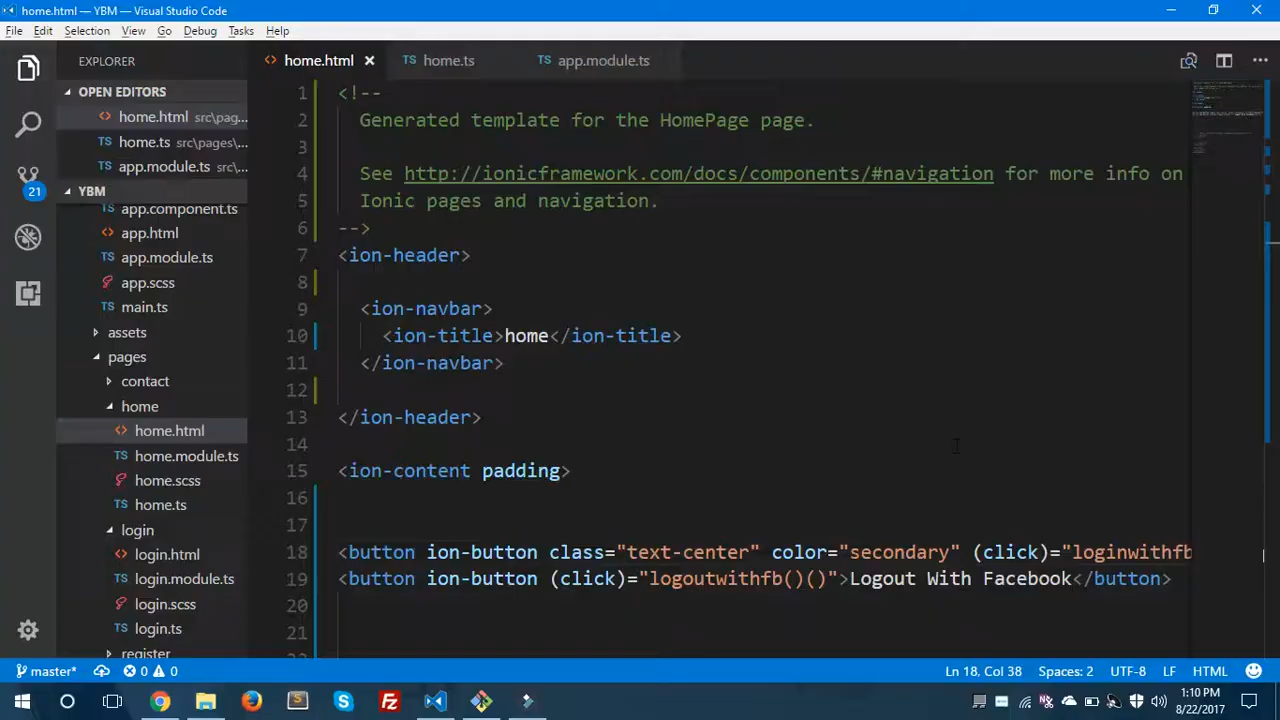 home.html - YBM - Visual Studio Code
File Edit Selection View Go Debug Tasks Help
EXPLORER
home.html
home.ts
app.module.ts
OPEN EDITORS
home.html src\pag...
home.ts src\pages\...
app.module.ts src\...
21
YBM
app.component.ts
app.html
app.module.ts
app.scss
main.ts
assets
pages
contact
home
home.html
home.module.ts
home.scss
home.ts
login
login.html
login.module.ts
login.scss
login.ts
register
1 <!--
2 Generated template for the HomePage page.
3
4 See http://ionicframework.com/docs/components/#navigation for more info on
5 Ionic pages and navigation.
6 -->
7 <ion-header>
8
9 <ion-navbar>
10 <ion-title>home</ion-title>
11 </ion-navbar>
12
13 </ion-header>
14
15 <ion-content padding>
16
17
18 <button ion-button class="text-center" color="secondary" (click)="loginwithfb
19 <button ion-button (click)="logoutwithfb()()">Logout With Facebook</button>
20
21
master* 0 0 Ln 18, Col 38 Spaces: 2 UTF-8 LF HTML
1:10 PM
8/22/2017